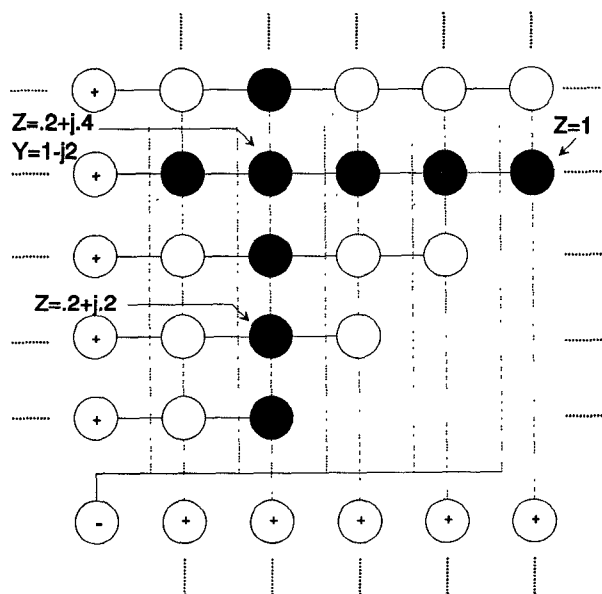 +
Z=.2+j.4
Y=1-j2
Z=1
+
+
Z=.2+j.2
+
+
- + + + + +